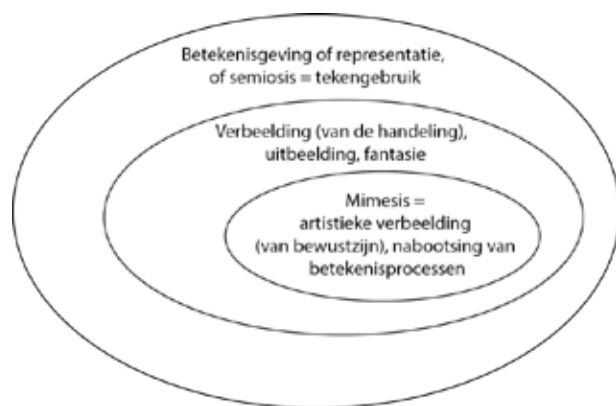 Betekenisgeving of representatie,
of semiosis = tekengebruik
Verbeelding (van de handeling),
uitbeelding, fantasie
Mimesis =
artistieke verbeelding
(van bewustzijn), nabootsing van
betekenisprocessen